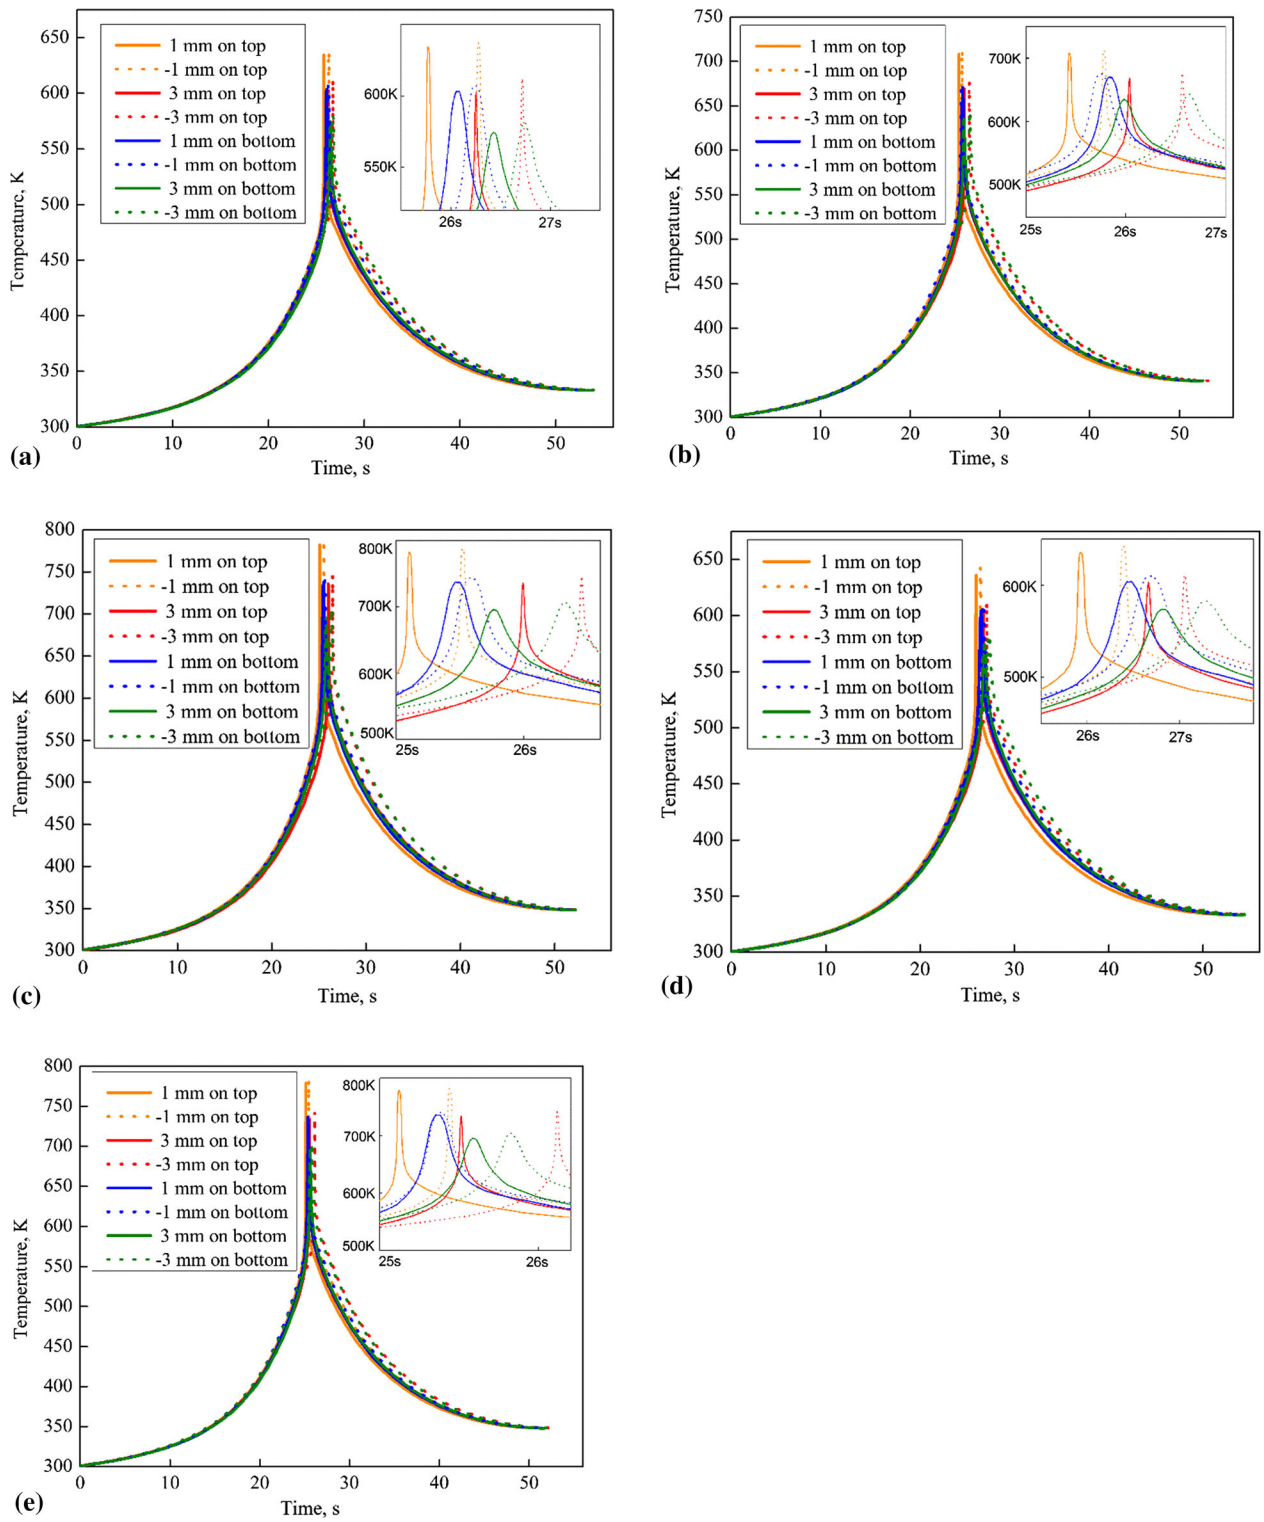 650
600
550
500
450
400
350
300
0
10
20
30
40
50
Temperature, K
Time, s
1 mm on top
-1 mm on top
3 mm on top
-3 mm on top
1 mm on bottom
-1 mm on bottom
3 mm on bottom
-3 mm on bottom
600K
550K
26s
27s
(a)
750
700
650
600
550
500
450
400
350
300
0
10
20
30
40
50
Temperature, K
Time, s
1 mm on top
-1 mm on top
3 mm on top
-3 mm on top
1 mm on bottom
-1 mm on bottom
3 mm on bottom
-3 mm on bottom
700K
600K
500K
25s
26s
27s
(b)
800
750
700
650
600
550
500
450
400
350
300
0
10
20
30
40
50
Temperature, K
Time, s
1 mm on top
-1 mm on top
3 mm on top
-3 mm on top
1 mm on bottom
-1 mm on bottom
3 mm on bottom
-3 mm on bottom
800K
700K
600K
500K
25s
26s
(c)
650
600
550
500
450
400
350
300
0
10
20
30
40
50
Temperature, K
Time, s
1 mm on top
-1 mm on top
3 mm on top
-3 mm on top
1 mm on bottom
-1 mm on bottom
3 mm on bottom
-3 mm on bottom
600K
500K
26s
27s
(d)
800
750
700
650
600
550
500
450
400
350
300
0
10
20
30
40
50
Temperature, K
Time, s
1 mm on top
-1 mm on top
3 mm on top
-3 mm on top
1 mm on bottom
-1 mm on bottom
3 mm on bottom
-3 mm on bottom
800K
700K
600K
500K
25s
26s
(e)